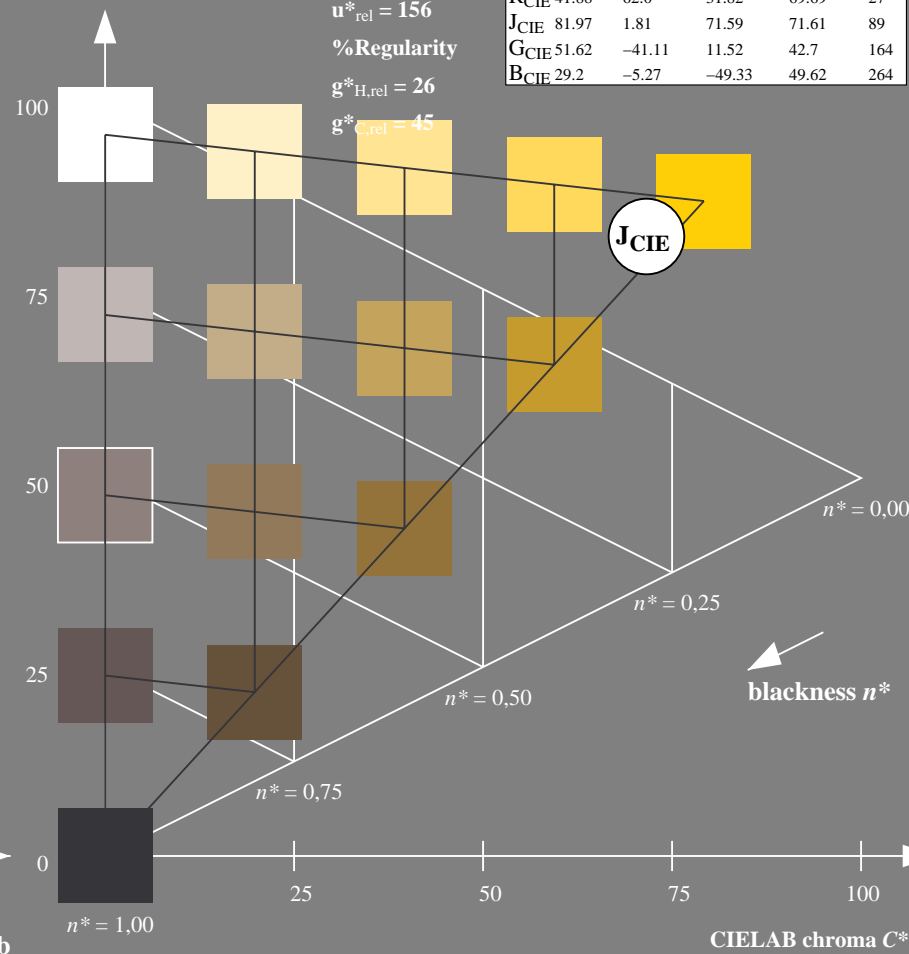 u*rel = 156
%Regularity
g*H,rel = 26
g*C,rel = 45
JCIE 81.97 1.81 71.59 71.61 89
GCIE 51.62 −41.11 11.52 42.7 164
BCIE 29.2 −5.27 −49.33 49.62 264
100
75
50
25
0
JCIE
n* = 0,00
n* = 0,25
n* = 0,50
n* = 0,75
n* = 1,00
blackness n*
25 50 75 100
CIELAB chroma C*
b